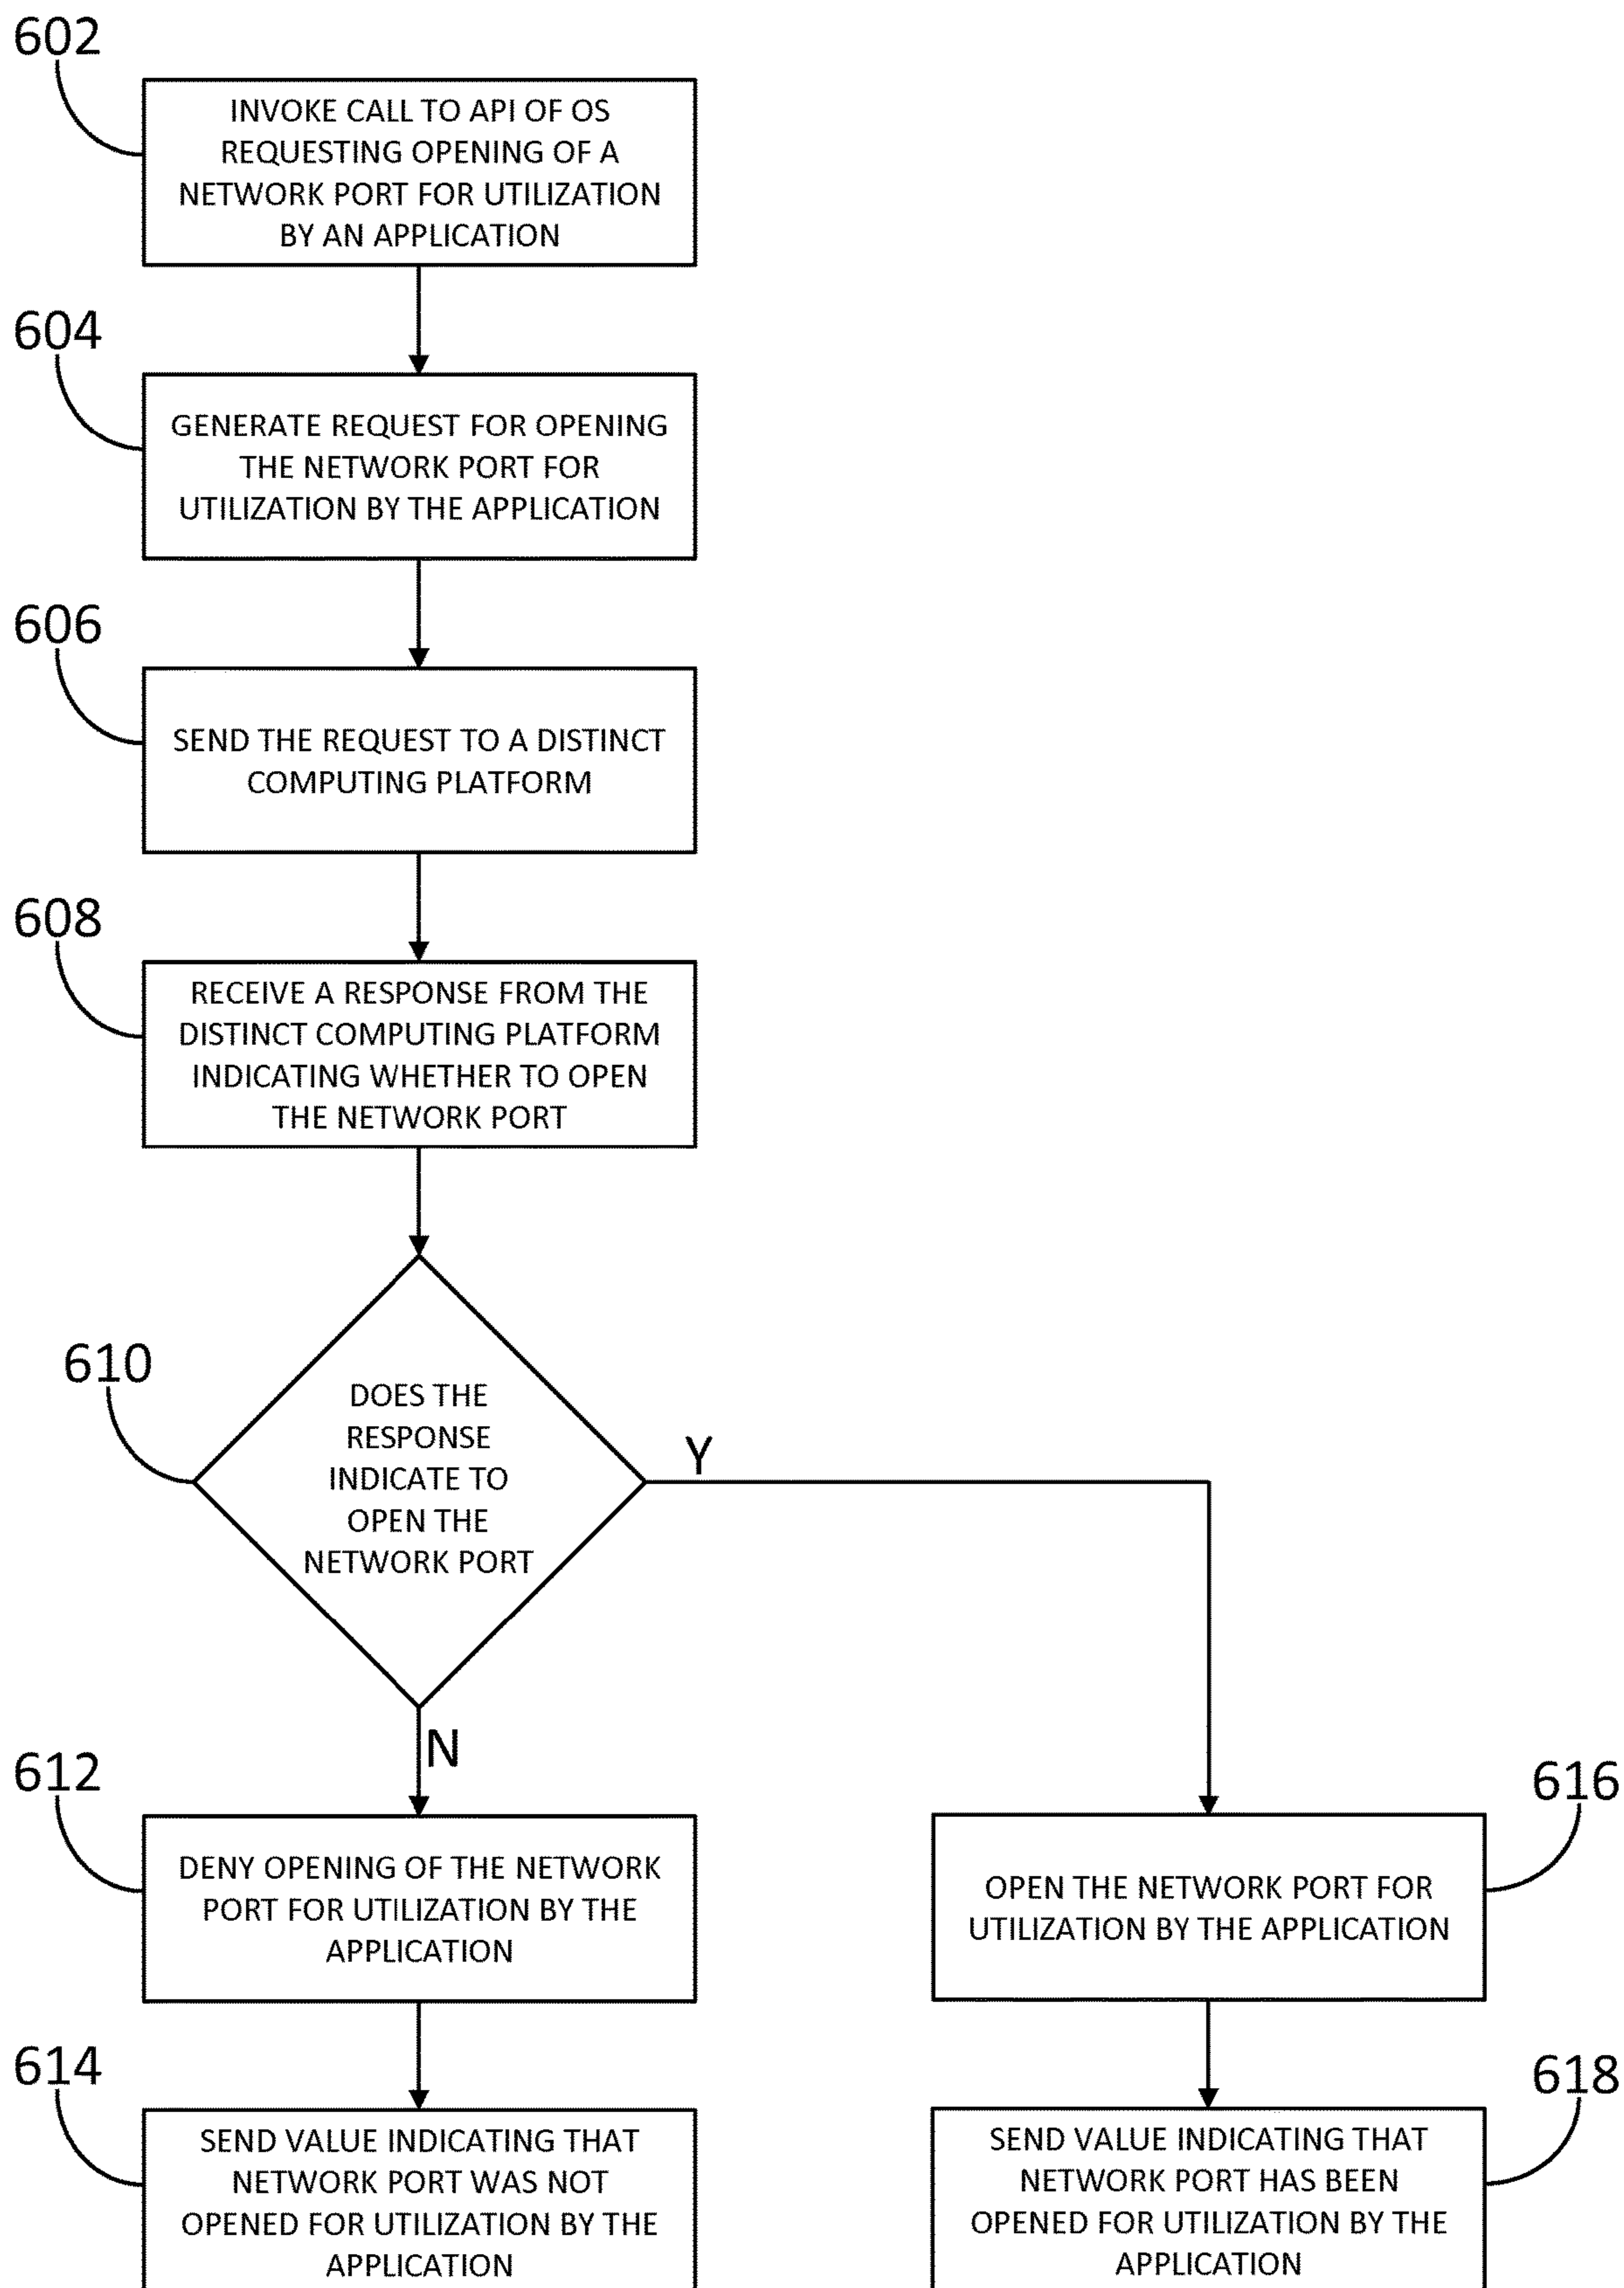 602
INVOKE CALL TO API OF OS
REQUESTING OPENING OF A
NETWORK PORT FOR UTILIZATION
BY AN APPLICATION
604
GENERATE REQUEST FOR OPENING
THE NETWORK PORT FOR
UTILIZATION BY THE APPLICATION
606
SEND THE REQUEST TO A DISTINCT
COMPUTING PLATFORM
608
RECEIVE A RESPONSE FROM THE
DISTINCT COMPUTING PLATFORM
INDICATING WHETHER TO OPEN
THE NETWORK PORT
610
DOES THE
RESPONSE
INDICATE TO
OPEN THE
NETWORK PORT
Y
N
612
DENY OPENING OF THE NETWORK
PORT FOR UTILIZATION BY THE
APPLICATION
616
OPEN THE NETWORK PORT FOR
UTILIZATION BY THE APPLICATION
614
SEND VALUE INDICATING THAT
NETWORK PORT WAS NOT
OPENED FOR UTILIZATION BY THE
APPLICATION
618
SEND VALUE INDICATING THAT
NETWORK PORT HAS BEEN
OPENED FOR UTILIZATION BY THE
APPLICATION